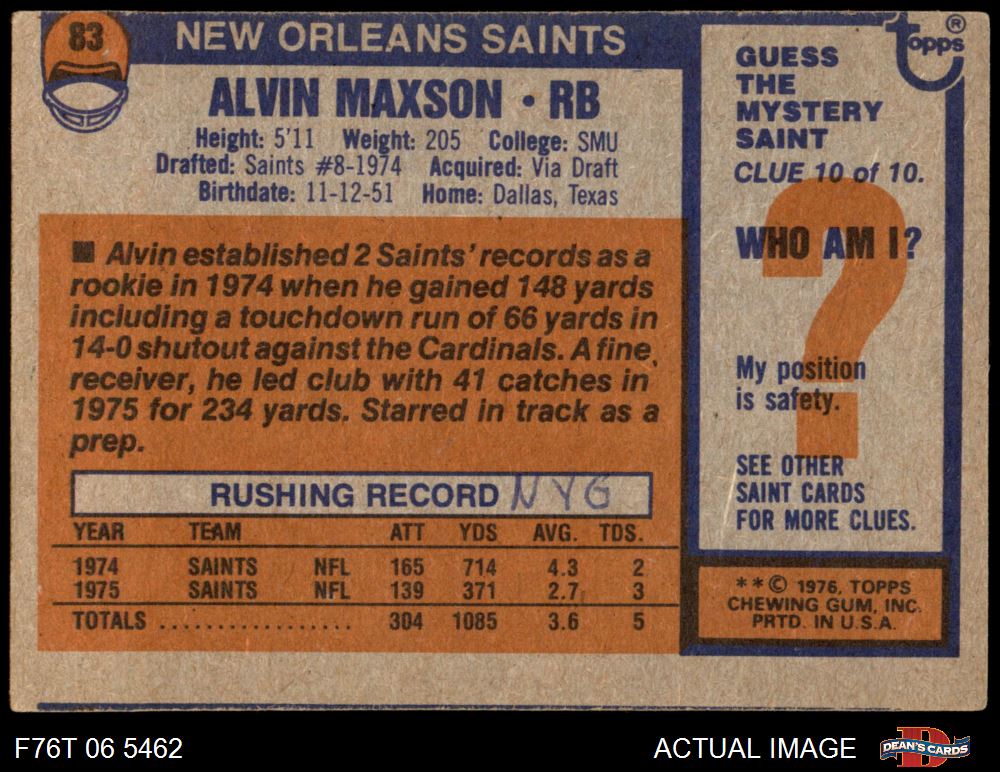 83
NEW ORLEANS SAINTS
ALVIN MAXSON • RB
Height: 5'11 Weight: 205 College: SMU
Drafted: Saints #8-1974 Acquired: Via Draft
Birthdate: 11-12-51 Home: Dallas, Texas
■ Alvin established 2 Saints' records as a
rookie in 1974 when he gained 148 yards
including a touchdown run of 66 yards in
14-0 shutout against the Cardinals. A fine
receiver, he led club with 41 catches in
1975 for 234 yards. Starred in track as a
prep.
RUSHING RECORD NYG
YEAR TEAM ATT YDS AVG. TDS.
1974 SAINTS NFL 165 714 4.3 2
1975 SAINTS NFL 139 371 2.7 3
TOTALS ................. 304 1085 3.6 5
Topps ®
GUESS
THE
MYSTERY
SAINT
CLUE 10 of 10.
?
WHO AM I?
My position
is safety.
SEE OTHER
SAINT CARDS
FOR MORE CLUES.
**© 1976, TOPPS
CHEWING GUM, INC.
PRTD. IN U.S.A.
F76T 06 5462
ACTUAL IMAGE
D
DEAN'S CARDS